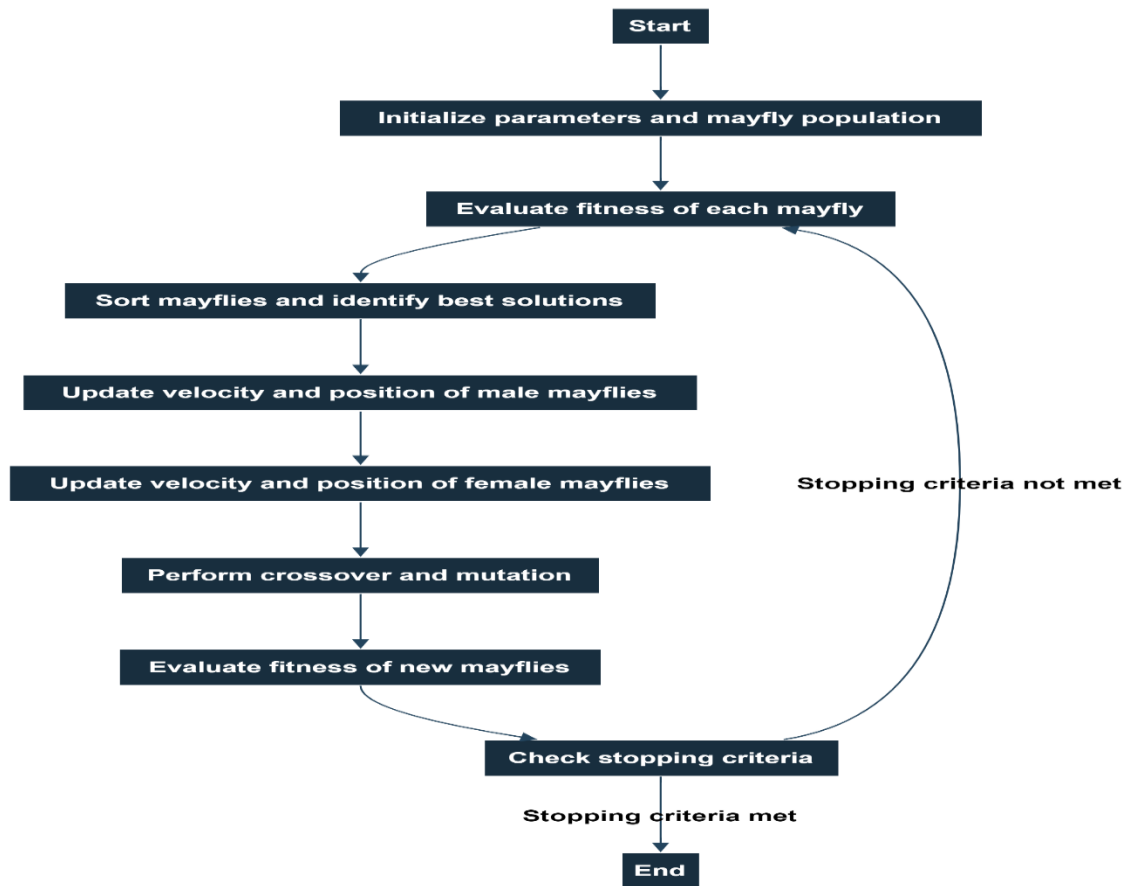 Start
Initialize parameters and mayfly population
Evaluate fitness of each mayfly
Sort mayflies and identify best solutions
Update velocity and position of male mayflies
Update velocity and position of female mayflies
Stopping criteria not met
Perform crossover and mutation
Evaluate fitness of new mayflies
Check stopping criteria
Stopping criteria met
End